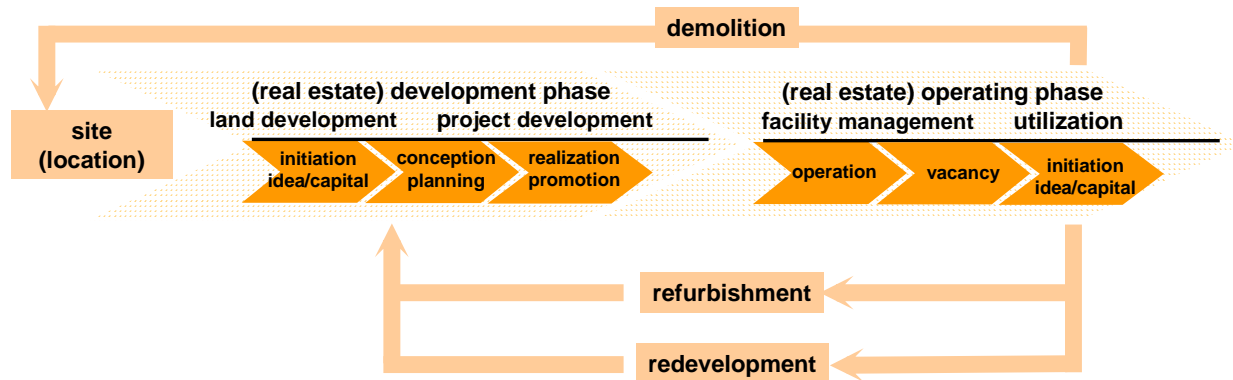 demolition
(real estate) development phase
(real estate) operating phase
land development
project development
facility management
utilization
site
(location)
initiation
idea/capital
conception
planning
realization
promotion
operation
vacancy
initiation
idea/capital
refurbishment
redevelopment